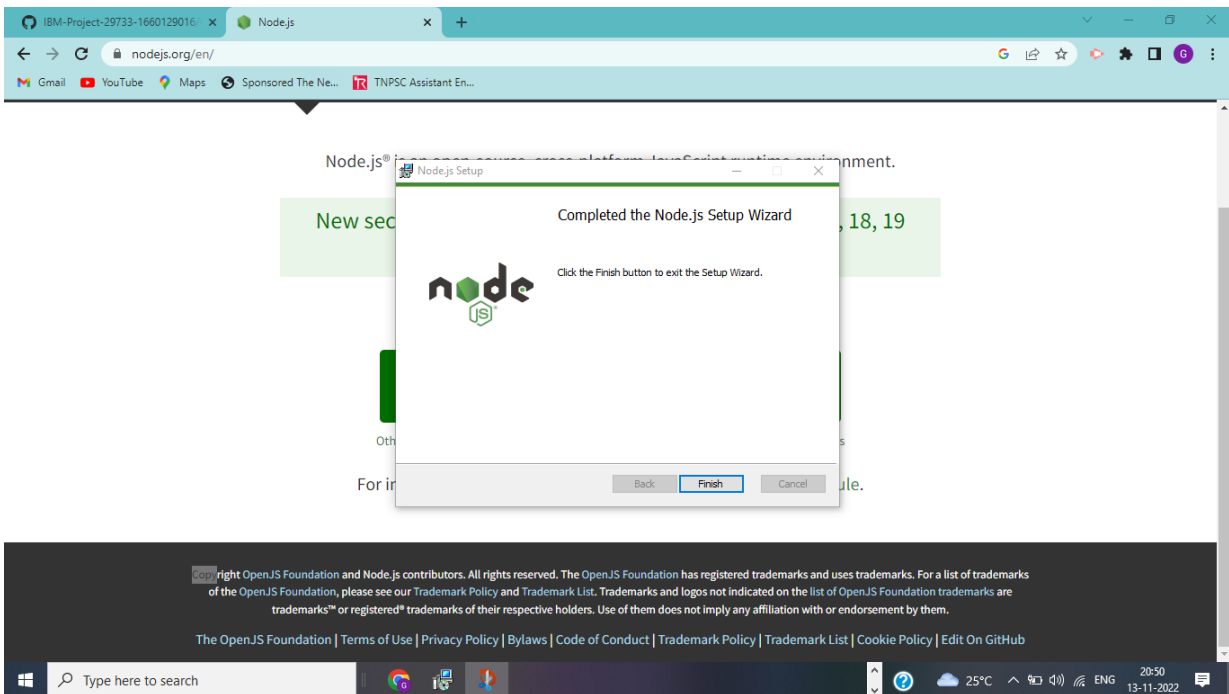 IBM-Project-29733-1660129016/
Node.js
nodejs.org/en/
G
Gmail
YouTube
Maps
Sponsored The Ne...
TNPSC Assistant En...
Node.js® is an open-source, cross-platform JavaScript runtime environment.
Node.js Setup
New sec
, 18, 19
Completed the Node.js Setup Wizard
Click the Finish button to exit the Setup Wizard.
node
JS
Oth
s
For in
ule.
Back
Finish
Cancel
Copyright OpenJS Foundation and Node.js contributors. All rights reserved. The OpenJS Foundation has registered trademarks and uses trademarks. For a list of trademarks
of the OpenJS Foundation, please see our Trademark Policy and Trademark List. Trademarks and logos not indicated on the list of OpenJS Foundation trademarks are
trademarks™ or registered® trademarks of their respective holders. Use of them does not imply any affiliation with or endorsement by them.
The OpenJS Foundation | Terms of Use | Privacy Policy | Bylaws | Code of Conduct | Trademark Policy | Trademark List | Cookie Policy | Edit On GitHub
Type here to search
25°C
ENG
20:50
13-11-2022